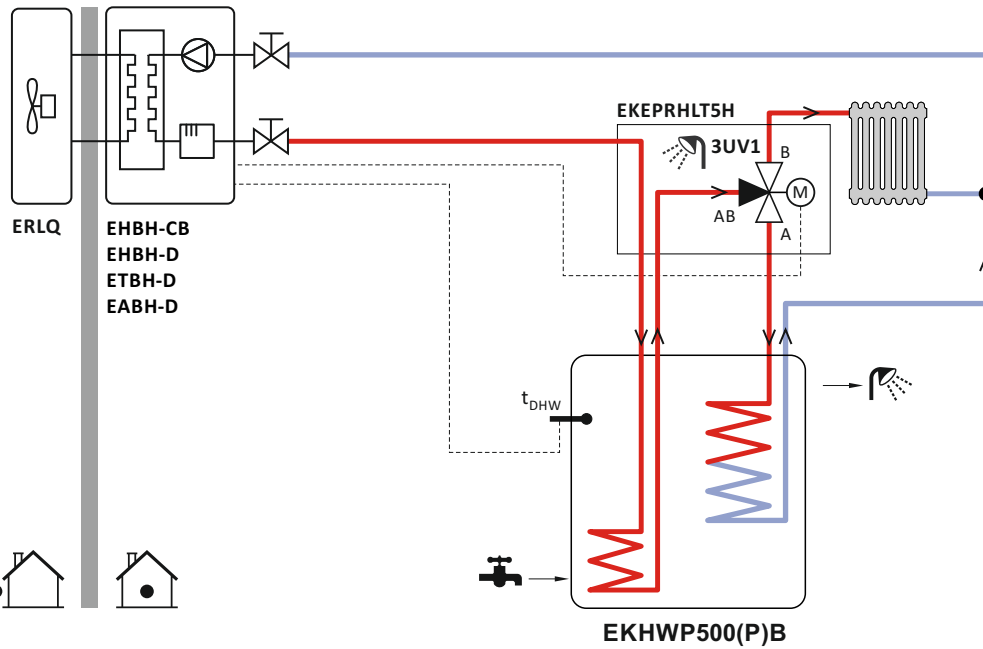 EKEPRHLT5H
3UV1
B
M
AB
A
ERLQ
EHBH-CB
EHBH-D
ETBH-D
EABH-D
tDHW
EKHWP500(P)B